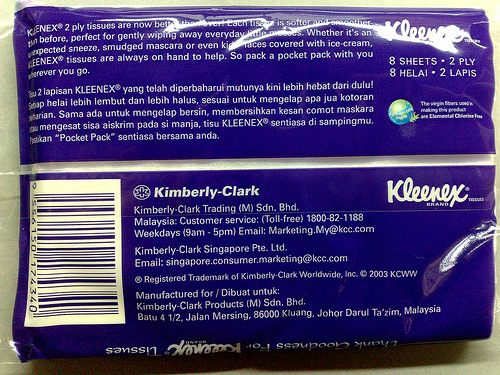 KLEENEX® 2 ply tissues are now better than ever! Each tissue is softer and smoother
than before, perfect for gently wiping away everyday little messes. Whether it's an
unexpected sneeze, smudged mascara or even kids' faces covered with ice-cream,
KLEENEX® tissues are always on hand to help. So pack a pocket pack with you
wherever you go.
Tisu 2 lapisan KLEENEX® yang telah diperbaharui mutunya kini lebih hebat dari dulu!
Setiap helai lebih lembut dan lebih halus, sesuai untuk mengelap apa jua kotoran
seharian. Sama ada untuk mengelap bersin, membersihkan kesan comot maskara
atau mengesat sisa aiskrim pada si manja, tisu KLEENEX® sentiasa di sampingmu.
Pastikan "Pocket Pack" sentiasa bersama anda.
Kleenex
8 SHEETS • 2 PLY
8 HELAI • 2 LAPIS
The virgin fibers used in
making this product
are Elemental Chlorine Free
Kimberly-Clark
Kimberly-Clark Trading (M) Sdn. Bhd.
Malaysia: Customer service: (Toll-free) 1800-82-1188
Weekdays (9am - 5pm) Email: Marketing.My@kcc.com
Kimberly-Clark Singapore Pte. Ltd.
Email: singapore.consumer.marketing@kcc.com
® Registered Trademark of Kimberly-Clark Worldwide, Inc. © 2003 KCWW
Manufactured for / Dibuat untuk:
Kimberly-Clark Products (M) Sdn. Bhd.
Batu 4 1/2, Jalan Mersing, 86000 Kluang, Johor Darul Ta'zim, Malaysia
Kleenex
BRAND TISSUES
9 556150 174340
Thank Goodness For Kleenex BRAND Tissues